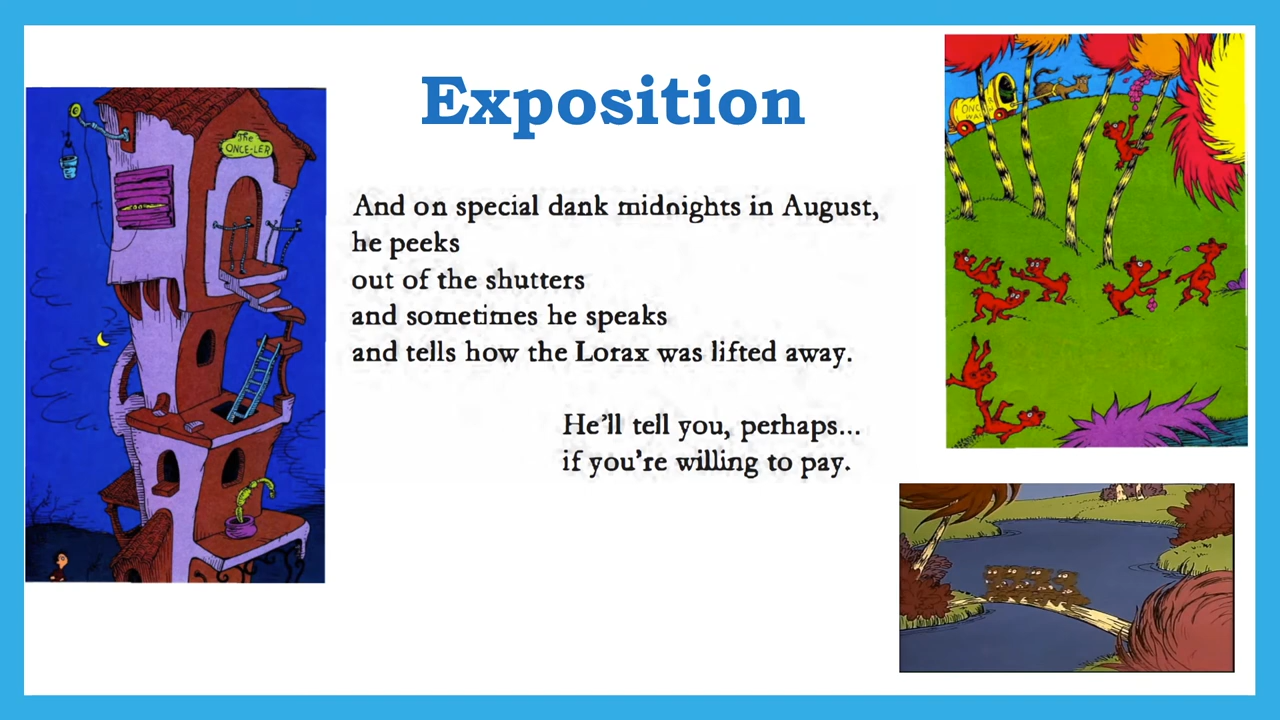 Exposition
The
ONCE-LER
And on special dank midnights in August,
he peeks
out of the shutters
and sometimes he speaks
and tells how the Lorax was lifted away.
He'll tell you, perhaps...
if you're willing to pay.